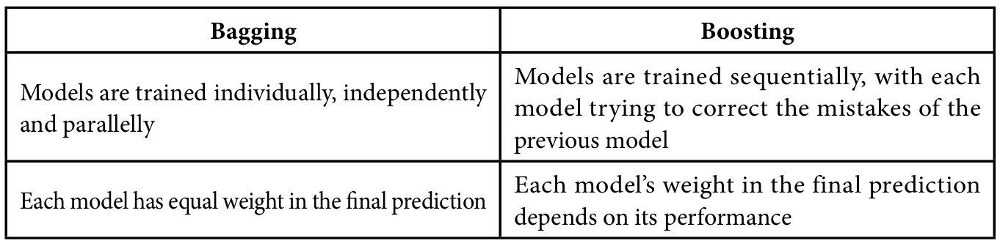 Bagging
Boosting
Models are trained individually, independently
and parallelly
Models are trained sequentially, with each
model trying to correct the mistakes of the
previous model
Each model has equal weight in the final prediction
Each model’s weight in the final prediction
depends on its performance